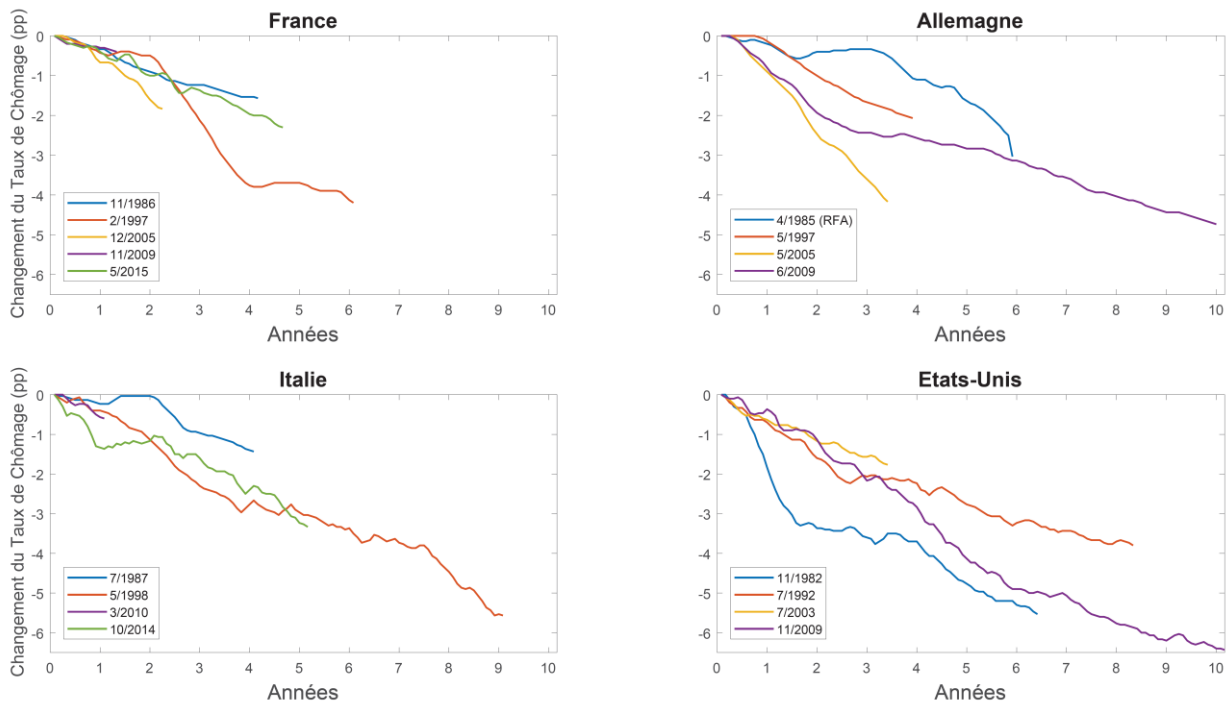 France
Changement du Taux de Chômage (pp)
0
-1
-2
-3
-4
-5
-6
11/1986
2/1997
12/2005
11/2009
5/2015
0 1 2 3 4 5 6 7 8 9 10
Années
Allemagne
0
-1
-2
-3
-4
-5
-6
4/1985 (RFA)
5/1997
5/2005
6/2009
0 1 2 3 4 5 6 7 8 9 10
Années
Italie
Changement du Taux de Chômage (pp)
0
-1
-2
-3
-4
-5
-6
7/1987
5/1998
3/2010
10/2014
0 1 2 3 4 5 6 7 8 9 10
Années
Etats-Unis
0
-1
-2
-3
-4
-5
-6
11/1982
7/1992
7/2003
11/2009
0 1 2 3 4 5 6 7 8 9 10
Années